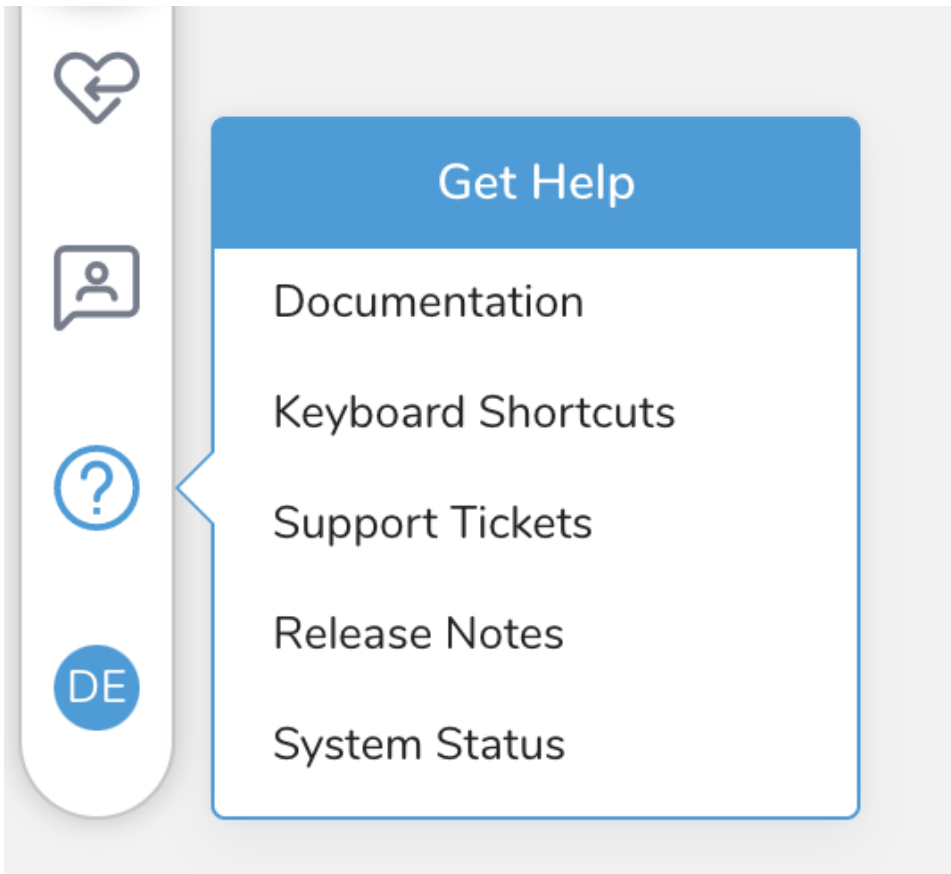 Get Help
Documentation
Keyboard Shortcuts
?
Support Tickets
Release Notes
DE
System Status